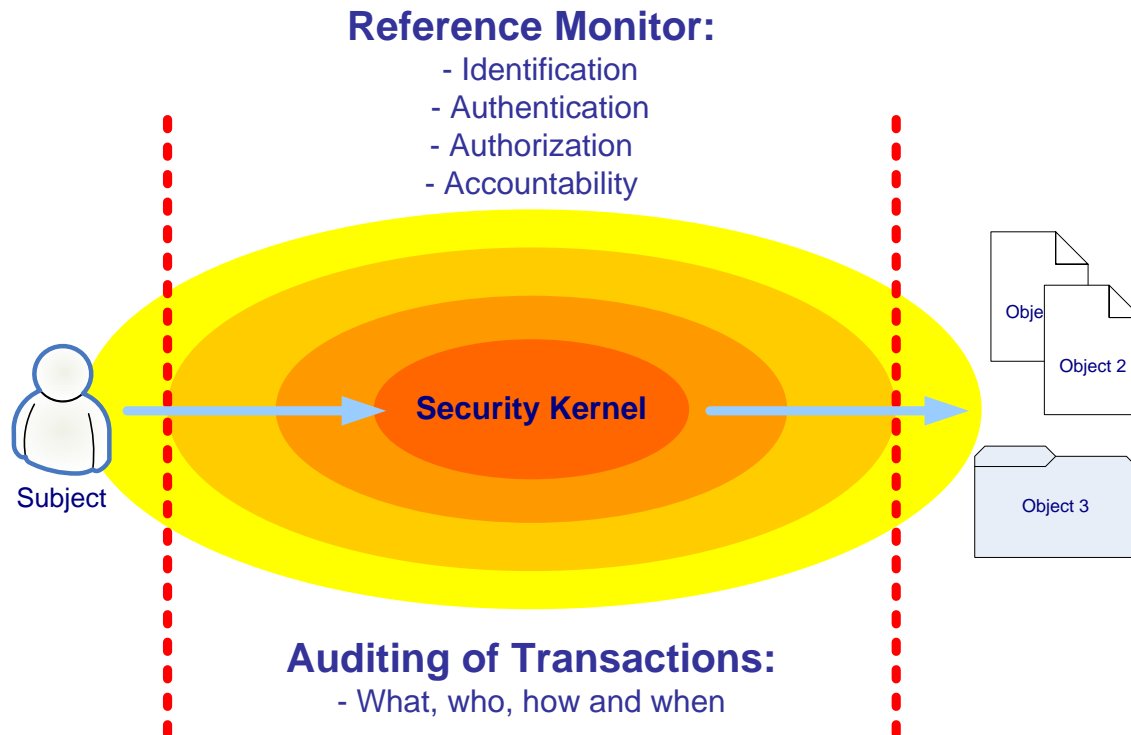 Reference Monitor:
- Identification
- Authentication
- Authorization
- Accountability
Obje
Object 2
Security Kernel
Subject
Object 3
Auditing of Transactions:
- What, who, how and when